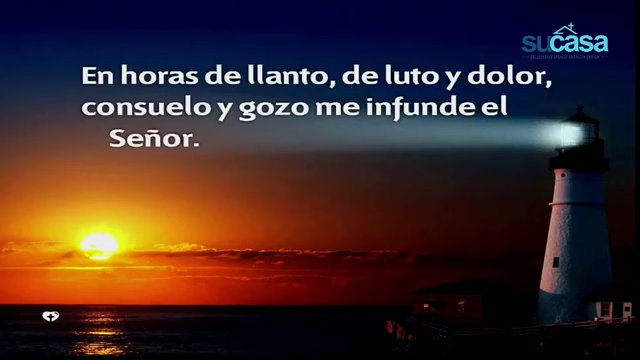 sucasa
En horas de llanto, de luto y dolor,
consuelo y gozo me infunde el
Señor.